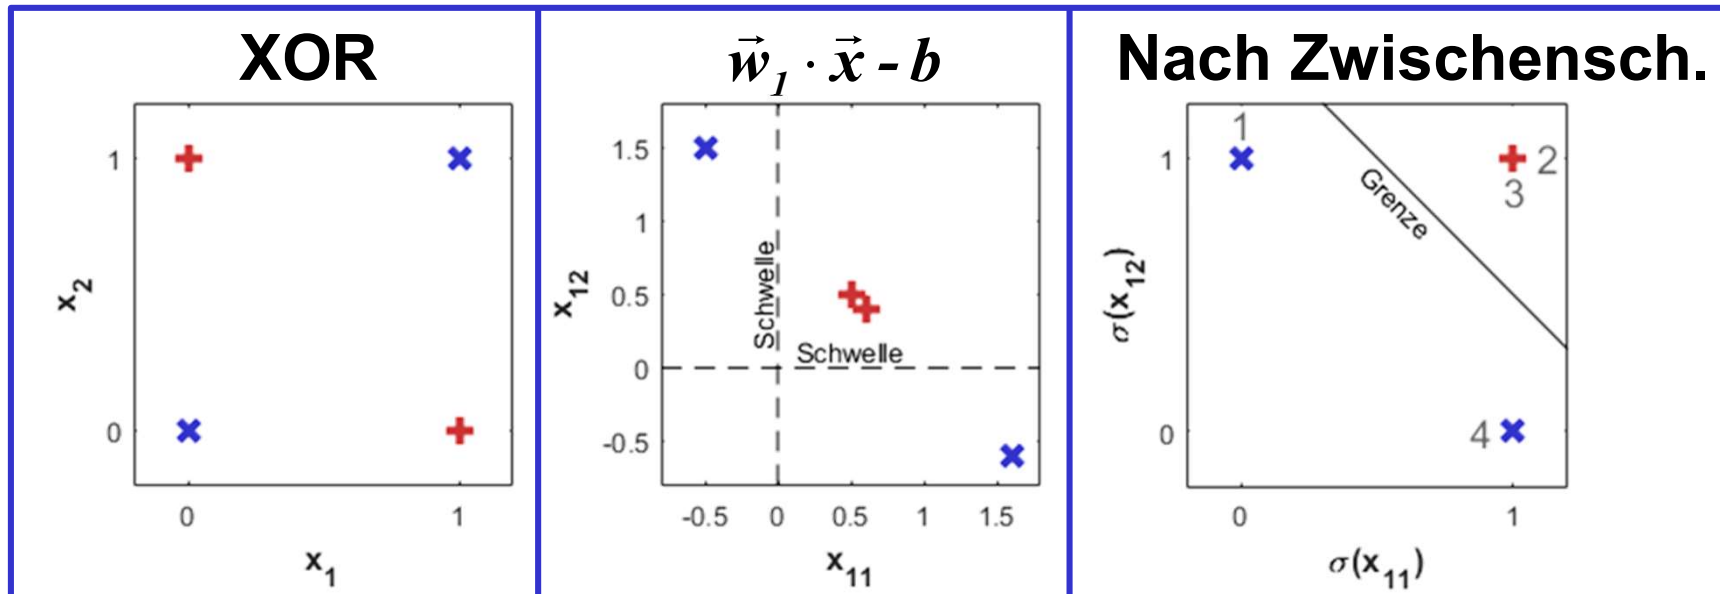 XOR
1
0
0
1
x2
x1
w⃗1 · x⃗ - b
1.5
1
0.5
0
-0.5
Schwelle
Schwelle
-0.5
0
0.5
1
1.5
x12
x11
Nach Zwischensch.
1
0
1
2
3
4
Grenze
0
1
σ(x12)
σ(x11)